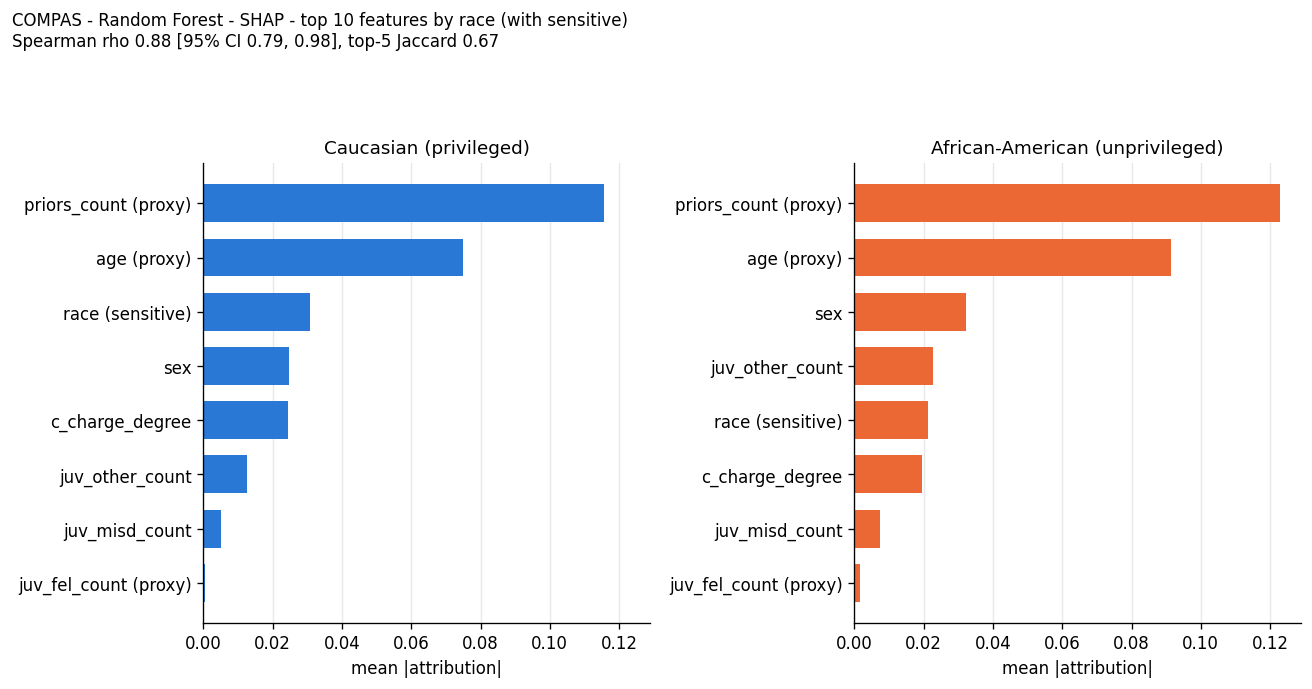 COMPAS - Random Forest - SHAP - top 10 features by race (with sensitive)
Spearman rho 0.88 [95% CI 0.79, 0.98], top-5 Jaccard 0.67
Caucasian (privileged)
priors_count (proxy)
age (proxy)
race (sensitive)
sex
c_charge_degree
juv_other_count
juv_misd_count
juv_fel_count (proxy)
0.00 0.02 0.04 0.06 0.08 0.10 0.12
mean |attribution|
African-American (unprivileged)
priors_count (proxy)
age (proxy)
sex
juv_other_count
race (sensitive)
c_charge_degree
juv_misd_count
juv_fel_count (proxy)
0.00 0.02 0.04 0.06 0.08 0.10 0.12
mean |attribution|